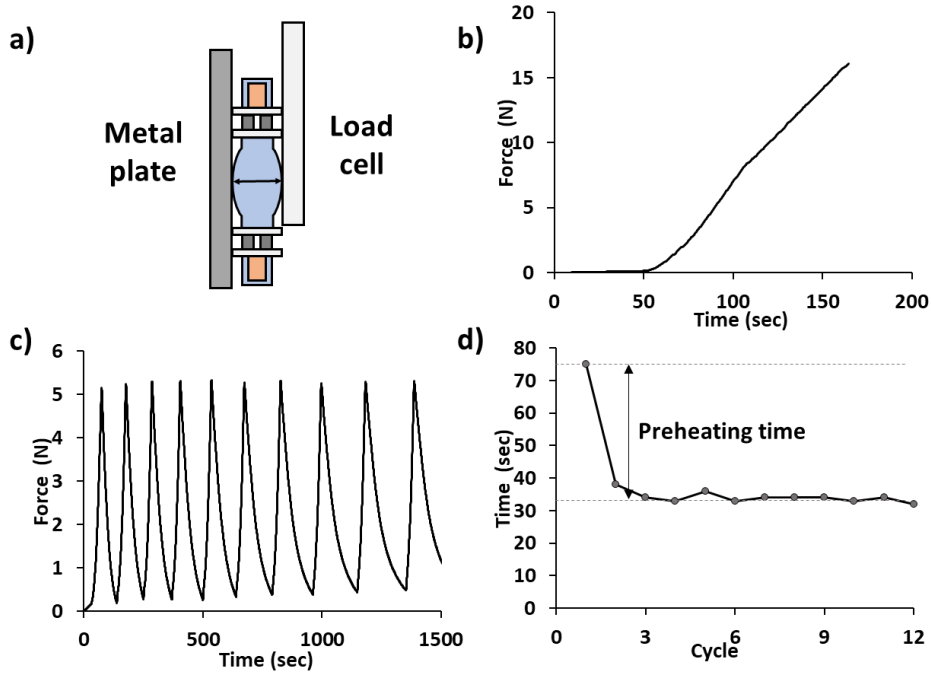 a)
Metal
plate
Load
cell
b)
Force (N)
20
15
10
5
0
0 50 100 150 200
Time (sec)
c)
Force (N)
6
5
4
3
2
1
0
0 500 1000 1500
Time (sec)
d)
Time (sec)
80
70
60
50
40
30
20
10
0
Preheating time
0 3 6 9 12
Cycle